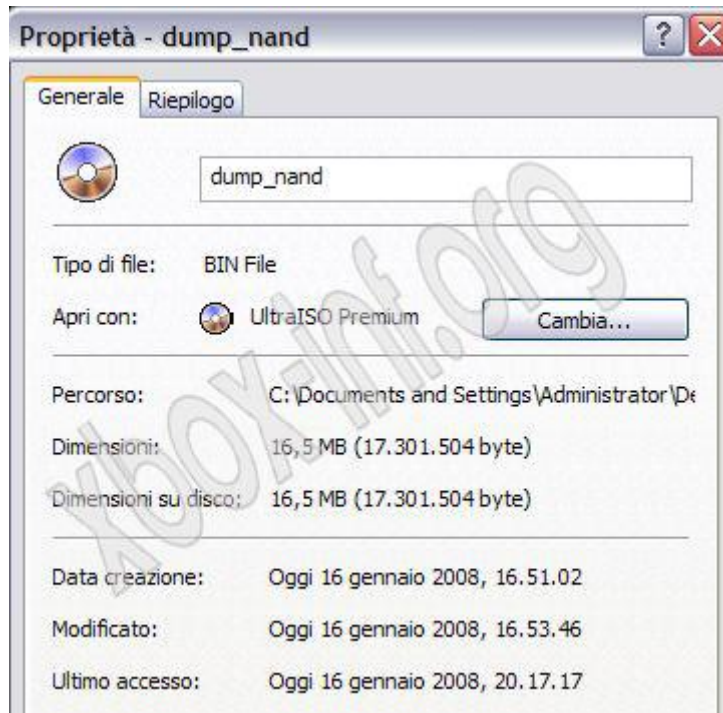 Proprietà - dump_nand
Generale Riepilogo
dump_nand
Tipo di file: BIN File
Apri con: UltraISO Premium Cambia...
Percorso: C:\Documents and Settings\Administrator\De
Dimensioni: 16,5 MB (17.301.504 byte)
Dimensioni su disco: 16,5 MB (17.301.504 byte)
Data creazione: Oggi 16 gennaio 2008, 16.51.02
Modificato: Oggi 16 gennaio 2008, 16.53.46
Ultimo accesso: Oggi 16 gennaio 2008, 20.17.17
xbox-inf.org